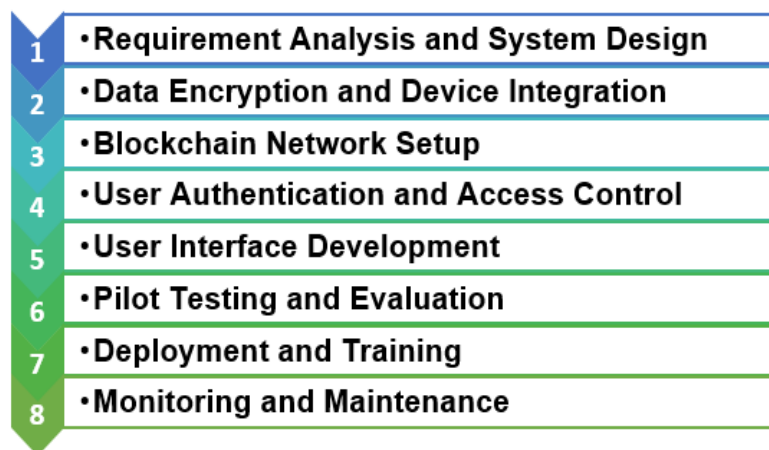 1 •Requirement Analysis and System Design
2 •Data Encryption and Device Integration
3 •Blockchain Network Setup
4 •User Authentication and Access Control
5 •User Interface Development
6 •Pilot Testing and Evaluation
7 •Deployment and Training
8 •Monitoring and Maintenance